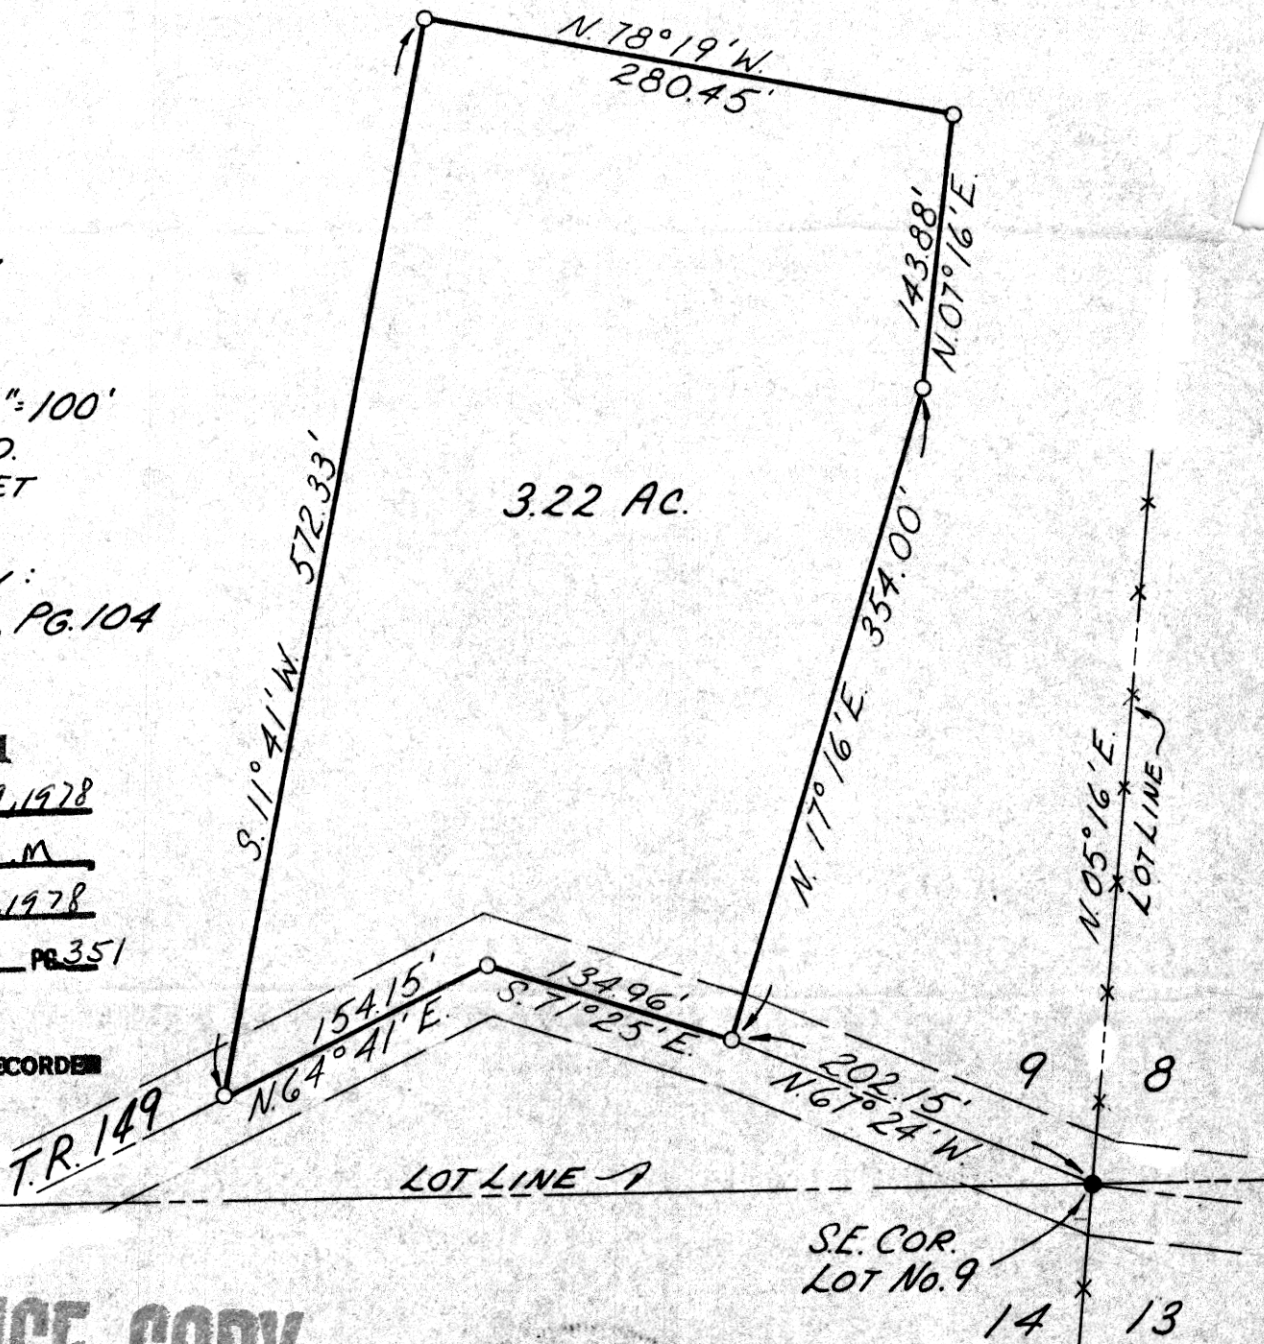 N. 78°19'W.
280.45'
143.88'
N. 07°16'E.
"=100'
3.22 AC.
572.33'
S. 11°41'W.
354.00'
N. 17°16'E.
PG. 104
1978
.M
1978
PG. 351
ECORDER
N. 05°16'E.
LOT LINE
154.15'
N. 64°41'E.
134.96'
S. 71°25'E.
202.15'
N. 67°24'W.
9 8
T.R. 149
LOT LINE
S.E. COR.
LOT No. 9
14 13
COPY